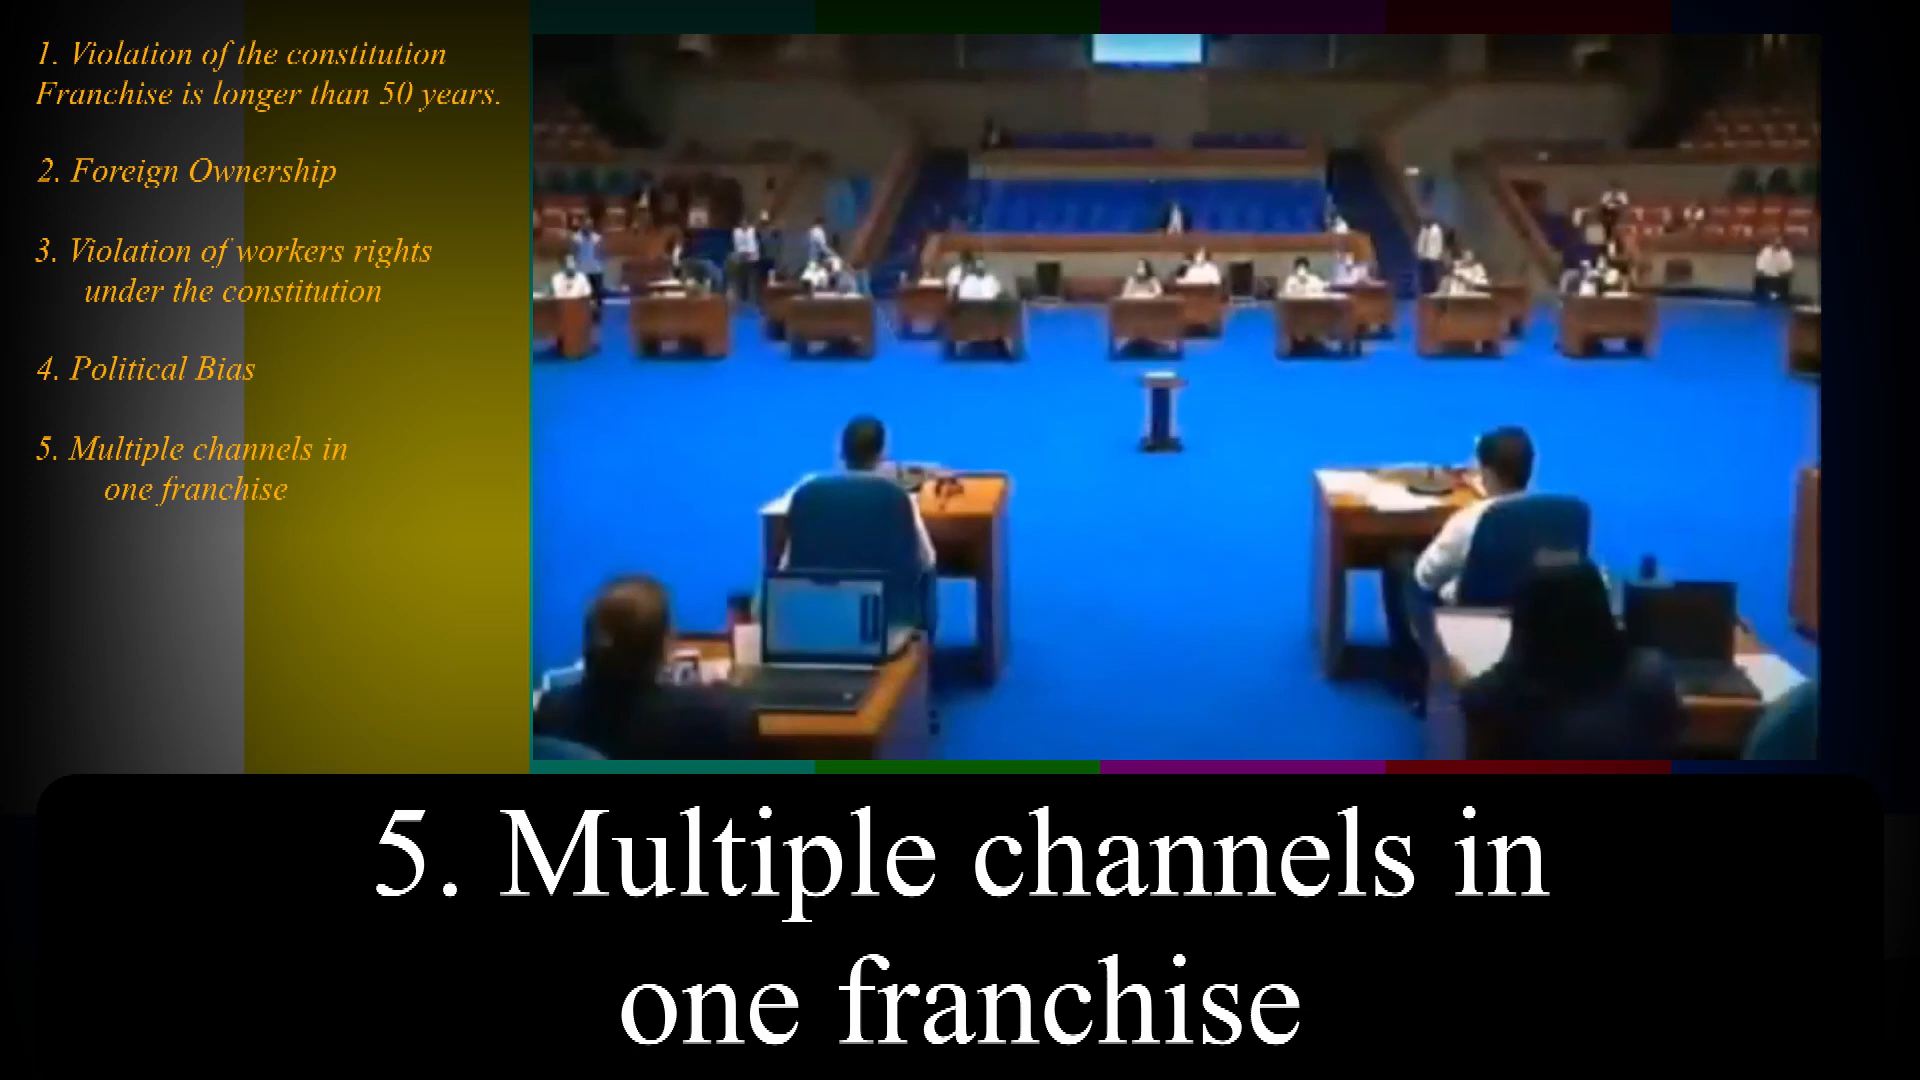 1. Violation of the constitution
Franchise is longer than 50 years.
2. Foreign Ownership
3. Violation of workers rights
under the constitution
4. Political Bias
5. Multiple channels in
one franchise
5. Multiple channels in
one franchise